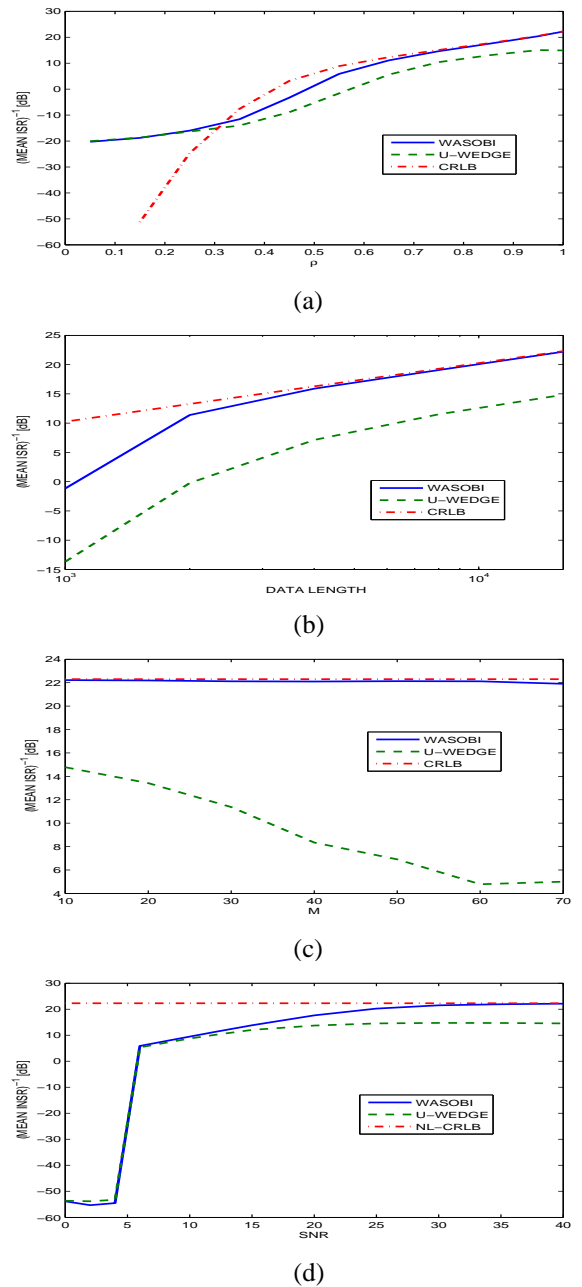 30
20
10
0
−10
−20
−30
−40
−50
−60
(MEAN ISR)⁻¹ [dB]
WASOBI
U−WEDGE
CRLB
0 0.1 0.2 0.3 0.4 0.5 0.6 0.7 0.8 0.9 1
ρ
(a)
25
20
15
10
5
0
−5
−10
−15
(MEAN ISR)⁻¹ [dB]
WASOBI
U−WEDGE
CRLB
10³ 10⁴
DATA LENGTH
(b)
24
22
20
18
16
14
12
10
8
6
4
(MEAN ISR)⁻¹ [dB]
WASOBI
U−WEDGE
CRLB
10 20 30 40 50 60 70
M
(c)
30
20
10
0
−10
−20
−30
−40
−50
−60
(MEAN INSR)⁻¹ [dB]
WASOBI
U−WEDGE
NL−CRLB
0 5 10 15 20 25 30 35 40
SNR
(d)